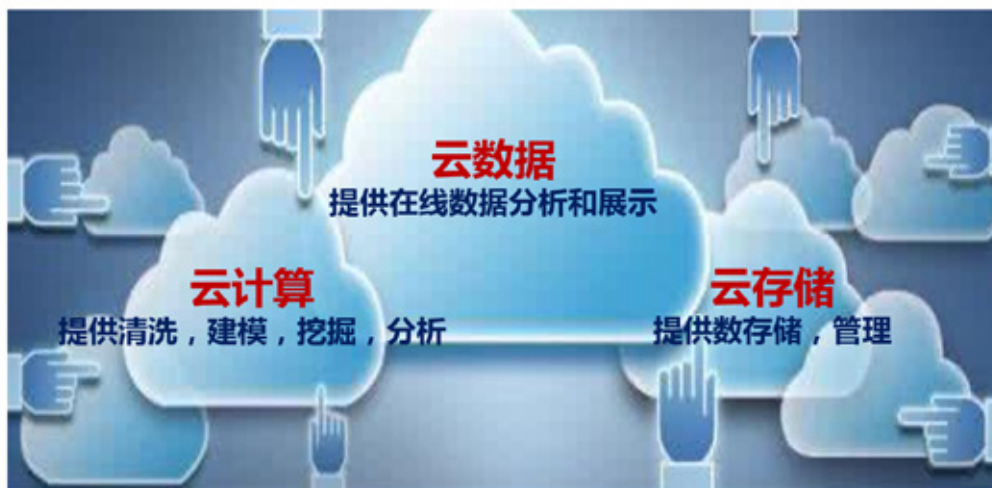 云数据
提供在线数据分析和展示
云计算
提供清洗，建模，挖掘，分析
云存储
提供数存储，管理